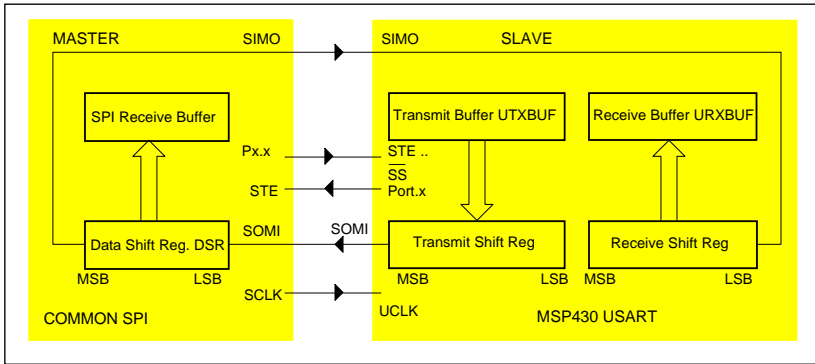 MASTER
SIMO
SIMO
SLAVE
SPI Receive Buffer
Transmit Buffer UTXBUF
Receive Buffer URXBUF
Px.x
STE ..
SS
STE
Port.x
SOMI
SOMI
Data Shift Reg. DSR
Transmit Shift Reg
Receive Shift Reg
MSB
LSB
MSB
LSB
MSB
LSB
SCLK
UCLK
COMMON SPI
MSP430 USART